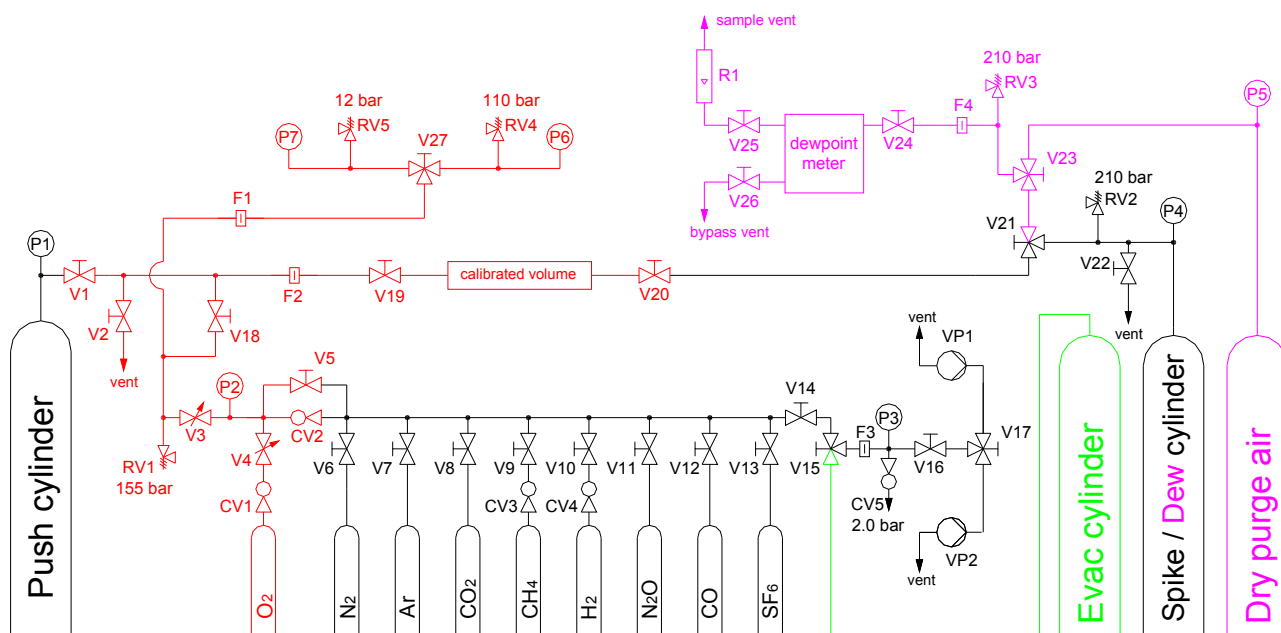 sample vent
R1
210 bar
RV3
F4
P5
12 bar
RV5
110 bar
RV4
P7
V27
P6
V25
dewpoint
meter
V24
V23
V26
bypass vent
F1
210 bar
RV2
P4
V21
P1
V1
F2
V19
calibrated volume
V20
V22
vent
V2
V18
vent
vent
VP1
V5
P2
V14
P3
V3
CV2
F3
V17
V4
V6
V7
V8
V9
V10
V11
V12
V13
V15
V16
RV1
155 bar
CV1
CV3
CV4
CV5
2.0 bar
VP2
vent
Push cylinder
O2
N2
Ar
CO2
CH4
H2
N2O
CO
SF6
Evac cylinder
Spike / Dew cylinder
Dry purge air